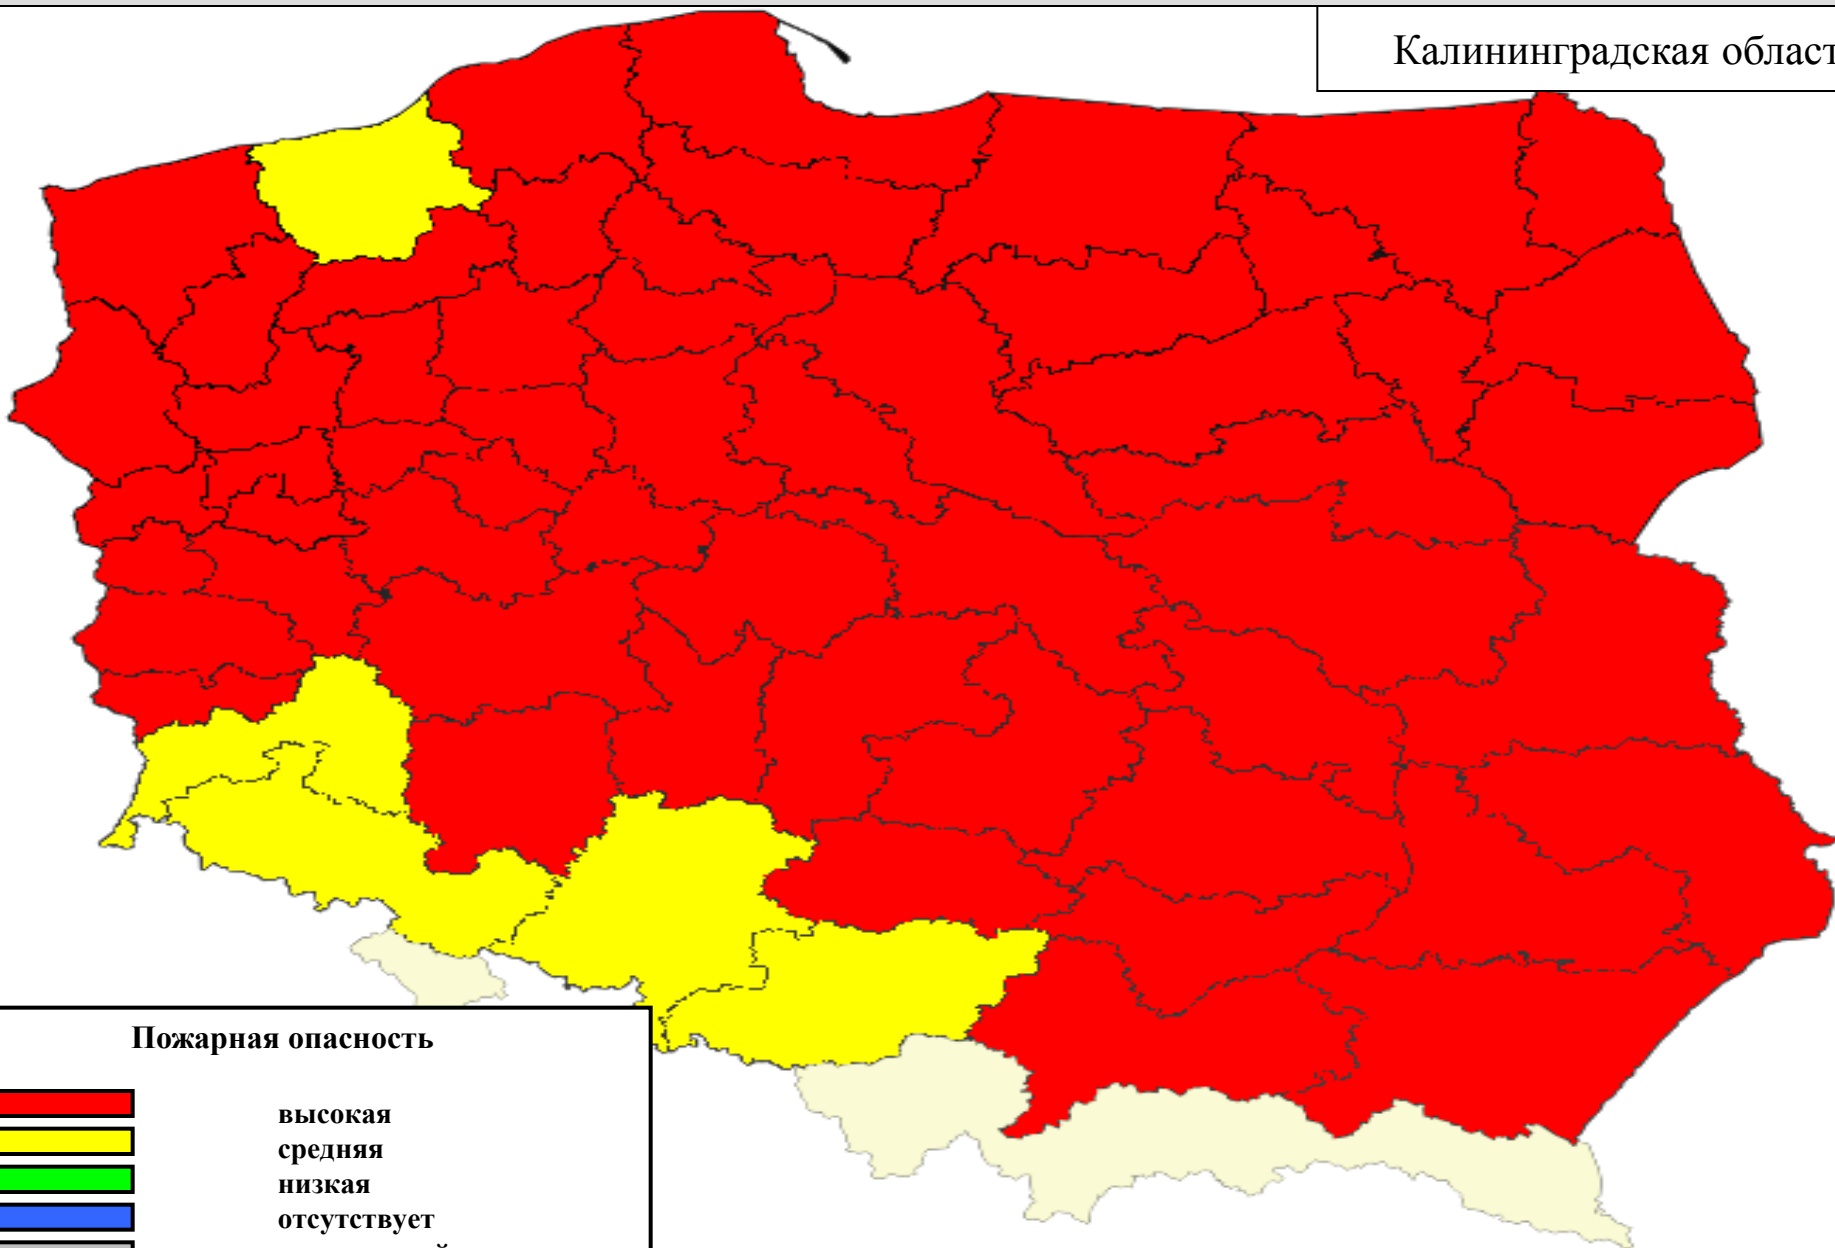 Калининградская област
Пожарная опасность
высокая
средняя
низкая
отсутствует